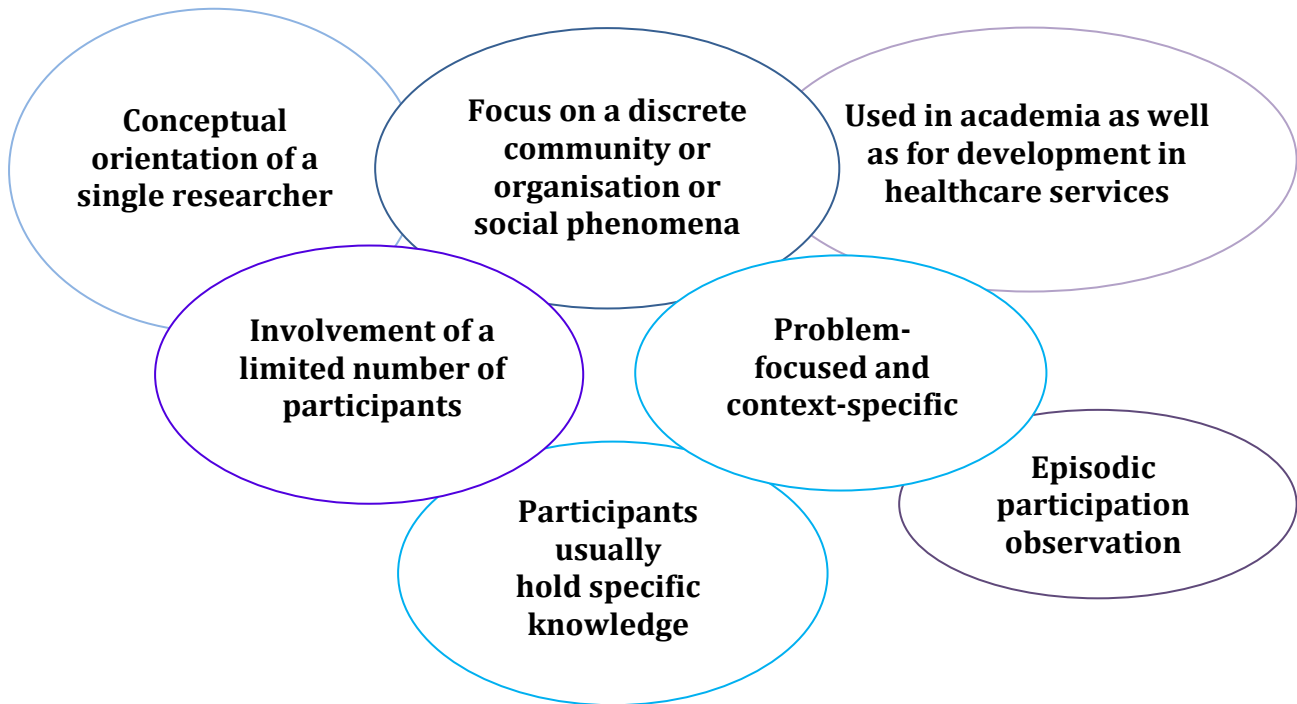 Conceptual
orientation of a
single researcher
Focus on a discrete
community or
organisation or
social phenomena
Used in academia as well
as for development in
healthcare services
Involvement of a
limited number of
participants
Problem-
focused and
context-specific
Episodic
participation
observation
Participants
usually
hold specific
knowledge